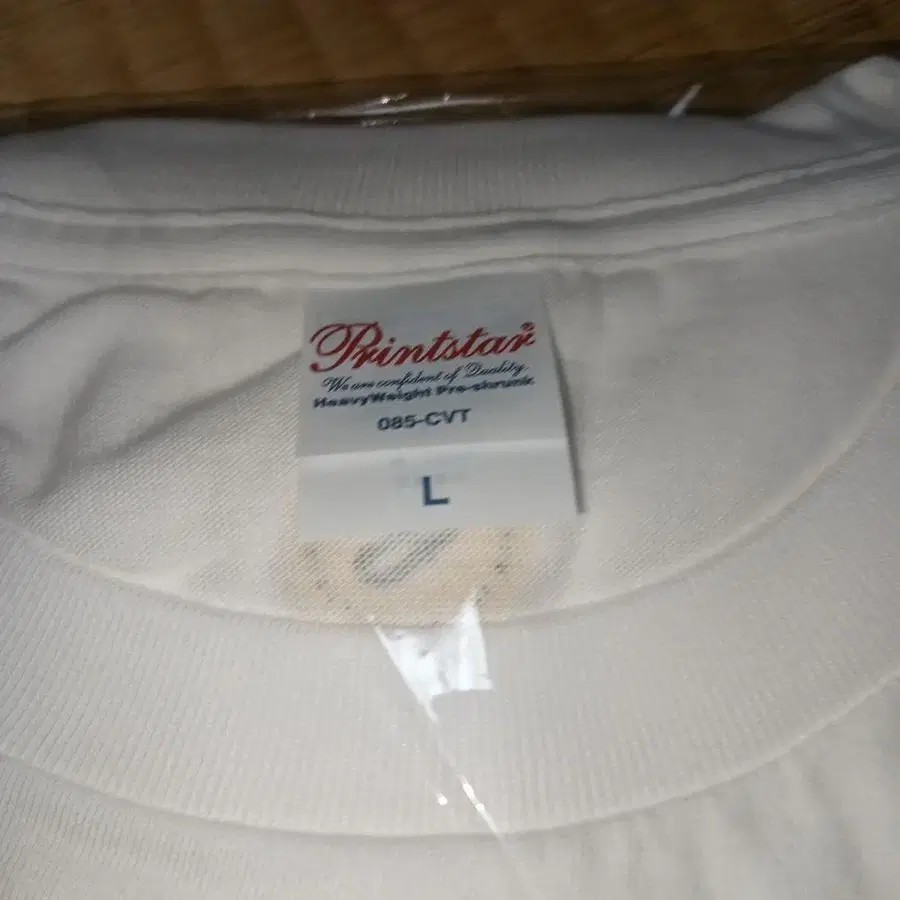 Printstar®
We are confident of Quality.
HeavyWeight Pre-shrunk
085-CVT
L